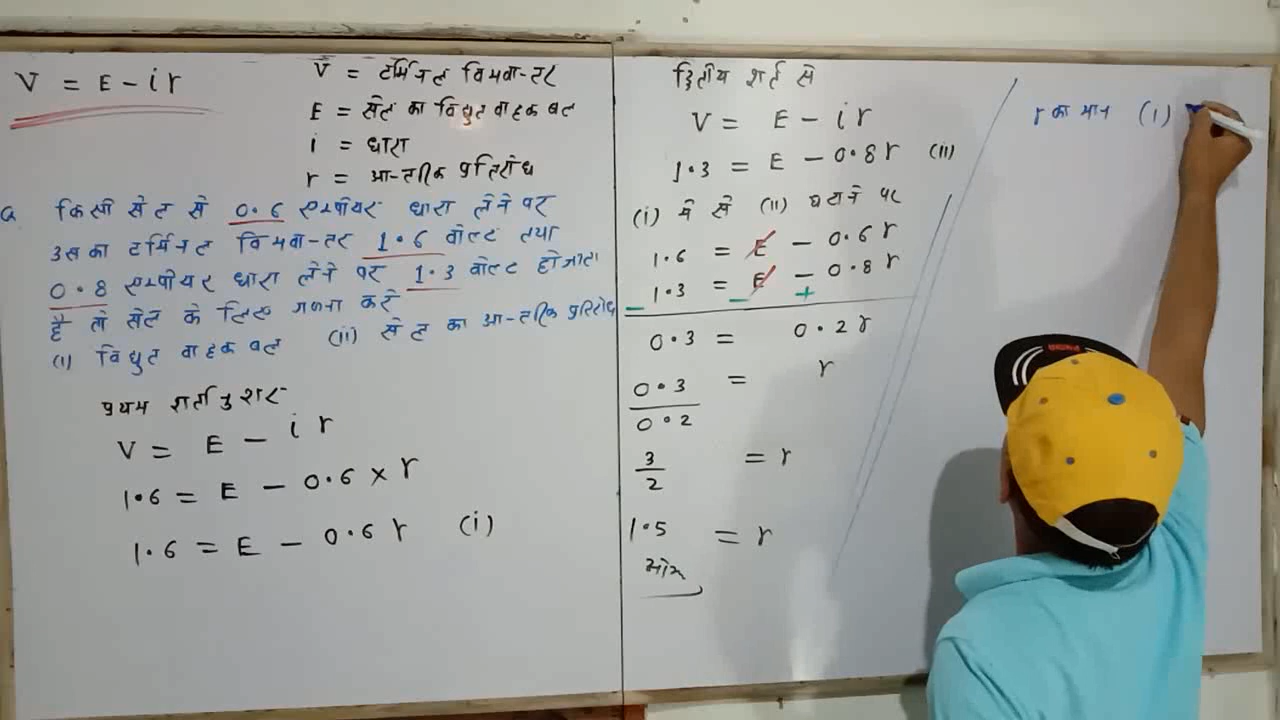 V = E - ir
V = टर्मिनल विभवान्तर
E = सेल का विद्युत वाहक बल
i = धारा
r = आन्तरिक प्रतिरोध
Q किसी सेल से 0.6 एम्पीयर धारा लेने पर
उसका टर्मिनल विभवान्तर 1.6 वोल्ट तथा
0.8 एम्पीयर धारा लेने पर 1.3 वोल्ट हो जाता
है तो सेल के लिए गणना करे
(i) विद्युत वाहक बल (ii) सेल का आन्तरिक प्रतिरोध
प्रथम शर्तानुशार
V = E - ir
1.6 = E - 0.6 × r
1.6 = E - 0.6 r (i)
द्वितीय शर्त से
V = E - ir
1.3 = E - 0.8 r (ii)
(i) मे से (ii) घटाने पर
1.6 = E - 0.6 r
1.3 = E - 0.8 r
- - +
0.3 = 0.2 r
0.3 / 0.2 = r
3 / 2 = r
1.5 = r
ओम
r का मान (i)